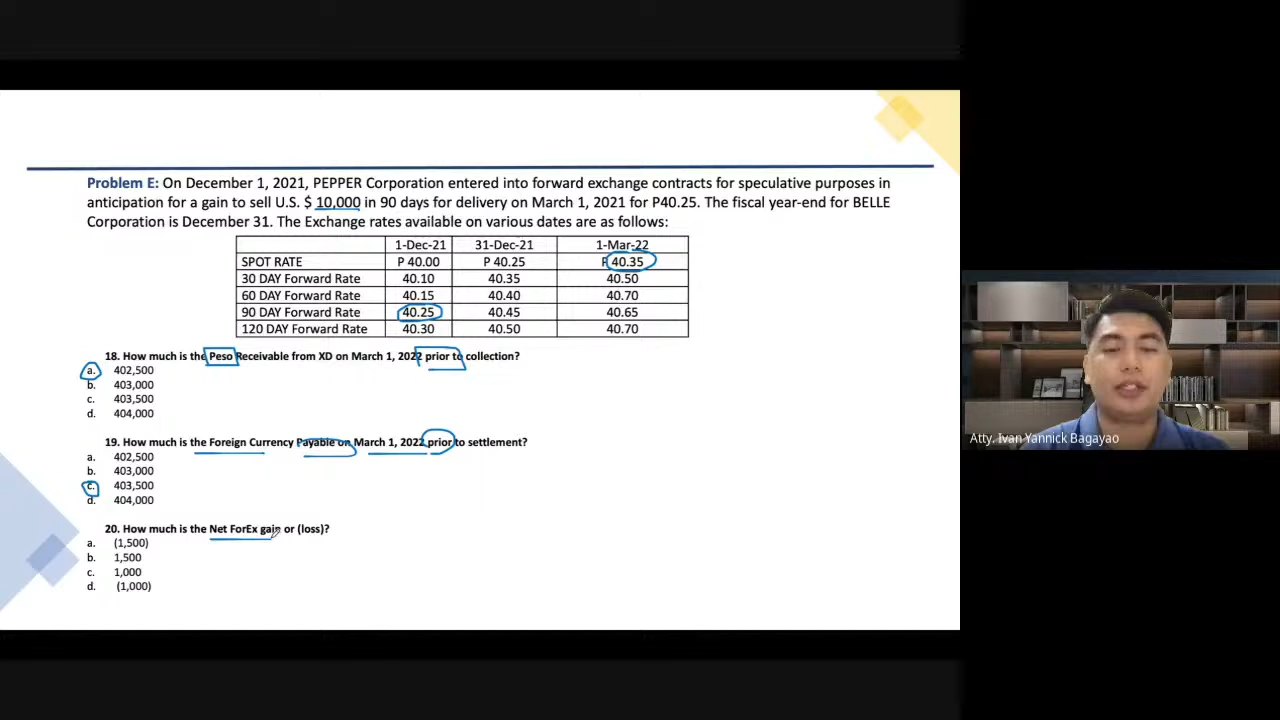 Problem E: On December 1, 2021, PEPPER Corporation entered into forward exchange contracts for speculative purposes in
anticipation for a gain to sell U.S. $ 10,000 in 90 days for delivery on March 1, 2021 for P40.25. The fiscal year-end for BELLE
Corporation is December 31. The Exchange rates available on various dates are as follows:
1-Dec-21 31-Dec-21 1-Mar-22
SPOT RATE P 40.00 P 40.25 P 40.35
30 DAY Forward Rate 40.10 40.35 40.50
60 DAY Forward Rate 40.15 40.40 40.70
90 DAY Forward Rate 40.25 40.45 40.65
120 DAY Forward Rate 40.30 40.50 40.70
18. How much is the Peso Receivable from XD on March 1, 2022 prior to collection?
a. 402,500
b. 403,000
c. 403,500
d. 404,000
19. How much is the Foreign Currency Payable on March 1, 2022 prior to settlement?
a. 402,500
b. 403,000
c. 403,500
d. 404,000
20. How much is the Net ForEx gain or (loss)?
a. (1,500)
b. 1,500
c. 1,000
d. (1,000)
Atty. Ivan Yannick Bagayao